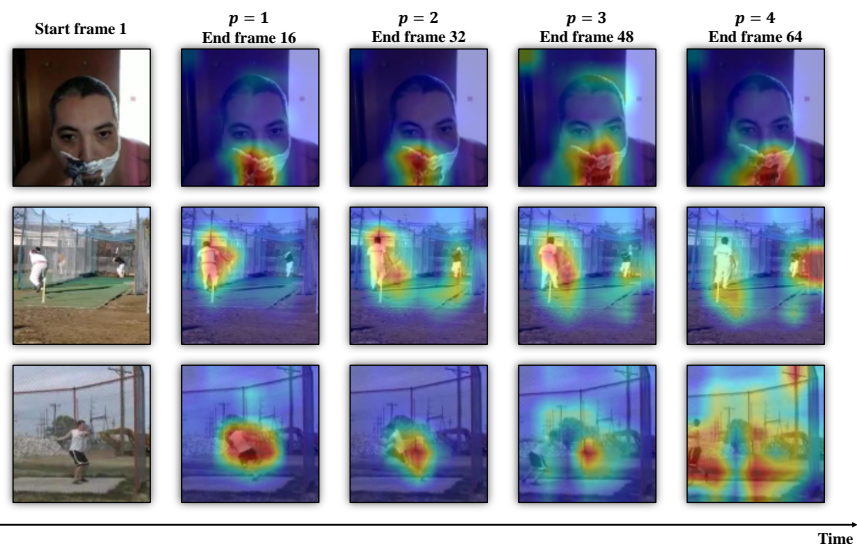 Start frame 1
p = 1
End frame 16
p = 2
End frame 32
p = 3
End frame 48
p = 4
End frame 64
Time